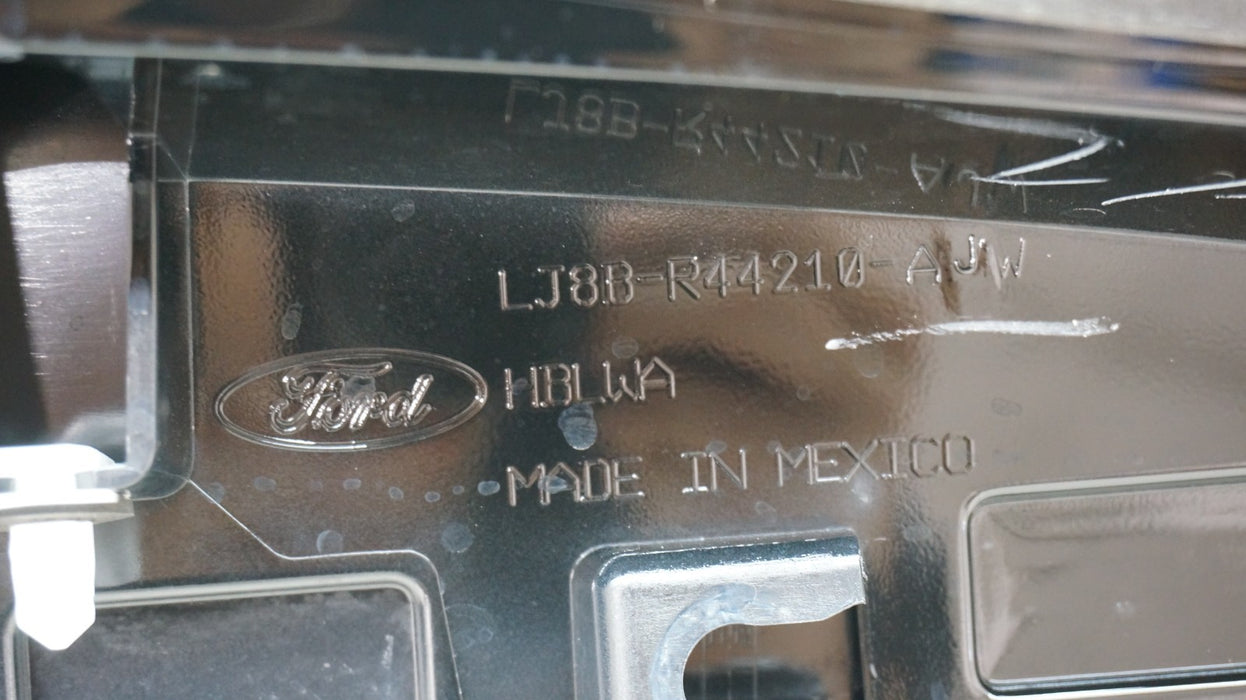 LJ8B-R44210-AJW
Ford
HBLWA
MADE IN MEXICO